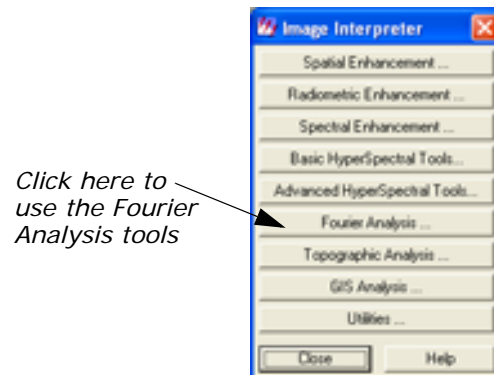 Image Interpreter
Spatial Enhancement ...
Radiometric Enhancement ...
Spectral Enhancement ...
Basic HyperSpectral Tools...
Advanced HyperSpectral Tools...
Click here to
use the Fourier
Analysis tools
Fourier Analysis ...
Topographic Analysis ...
GIS Analysis ...
Utilities ...
Close Help